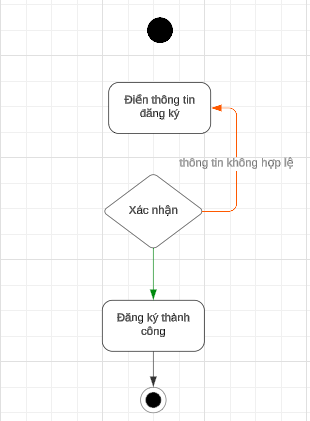 Điền thông tin
đăng ký
thông tin không hợp lệ
Xác nhận
Đăng ký thành
công